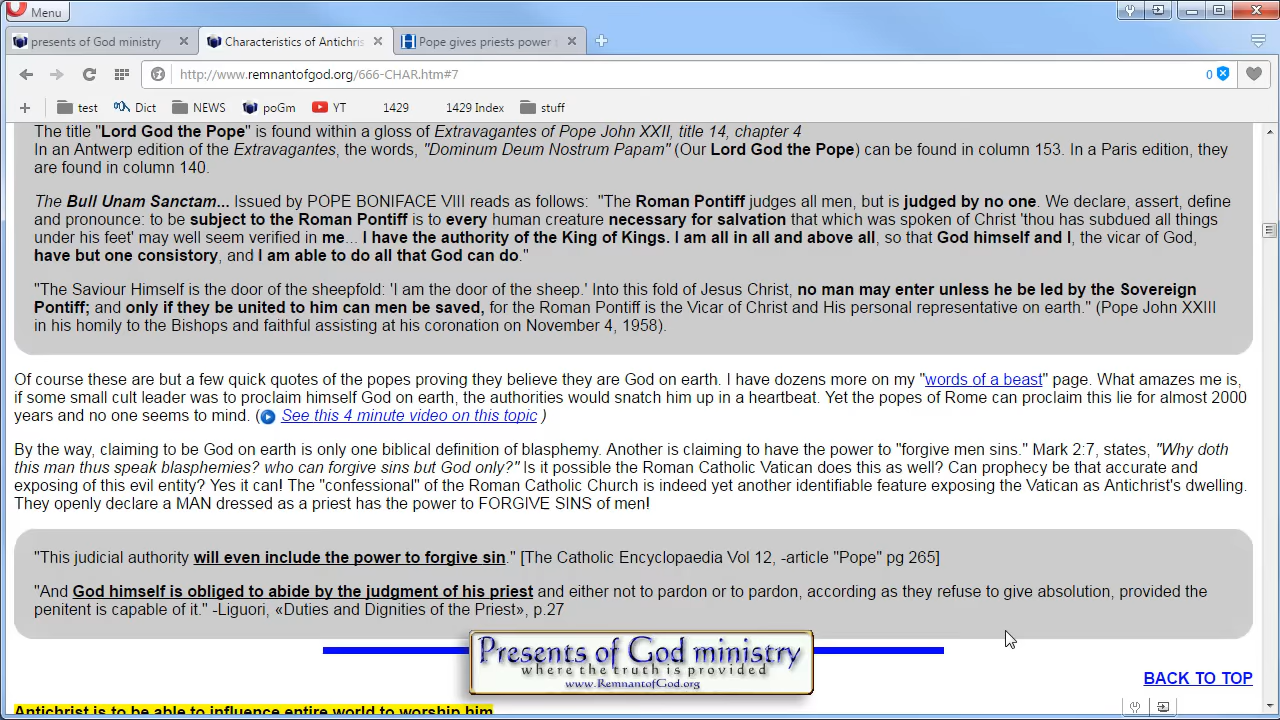 Menu
presents of God ministry
Characteristics of Antichris
Pope gives priests power
http://www.remnantofgod.org/666-CHAR.htm#7
0
test
Dict
NEWS
poGm
YT
1429
1429 Index
stuff
The title "Lord God the Pope" is found within a gloss of Extravagantes of Pope John XXII, title 14, chapter 4
In an Antwerp edition of the Extravagantes, the words, "Dominum Deum Nostrum Papam" (Our Lord God the Pope) can be found in column 153. In a Paris edition, they
are found in column 140.
The Bull Unam Sanctam... Issued by POPE BONIFACE VIII reads as follows: "The Roman Pontiff judges all men, but is judged by no one. We declare, assert, define
and pronounce: to be subject to the Roman Pontiff is to every human creature necessary for salvation that which was spoken of Christ 'thou has subdued all things
under his feet' may well seem verified in me... I have the authority of the King of Kings. I am all in all and above all, so that God himself and I, the vicar of God,
have but one consistory, and I am able to do all that God can do."
"The Saviour Himself is the door of the sheepfold: 'I am the door of the sheep.' Into this fold of Jesus Christ, no man may enter unless he be led by the Sovereign
Pontiff; and only if they be united to him can men be saved, for the Roman Pontiff is the Vicar of Christ and His personal representative on earth." (Pope John XXIII
in his homily to the Bishops and faithful assisting at his coronation on November 4, 1958).
Of course these are but a few quick quotes of the popes proving they believe they are God on earth. I have dozens more on my "words of a beast" page. What amazes me is,
if some small cult leader was to proclaim himself God on earth, the authorities would snatch him up in a heartbeat. Yet the popes of Rome can proclaim this lie for almost 2000
years and no one seems to mind. ( See this 4 minute video on this topic )
By the way, claiming to be God on earth is only one biblical definition of blasphemy. Another is claiming to have the power to "forgive men sins." Mark 2:7, states, "Why doth
this man thus speak blasphemies? who can forgive sins but God only?" Is it possible the Roman Catholic Vatican does this as well? Can prophecy be that accurate and
exposing of this evil entity? Yes it can! The "confessional" of the Roman Catholic Church is indeed yet another identifiable feature exposing the Vatican as Antichrist's dwelling.
They openly declare a MAN dressed as a priest has the power to FORGIVE SINS of men!
"This judicial authority will even include the power to forgive sin." [The Catholic Encyclopaedia Vol 12, -article "Pope" pg 265]
"And God himself is obliged to abide by the judgment of his priest and either not to pardon or to pardon, according as they refuse to give absolution, provided the
penitent is capable of it." -Liguori, «Duties and Dignities of the Priest», p.27
Presents of God ministry
where the truth is provided
www.RemnantofGod.org
BACK TO TOP
Antichrist is to be able to influence entire world to worship him